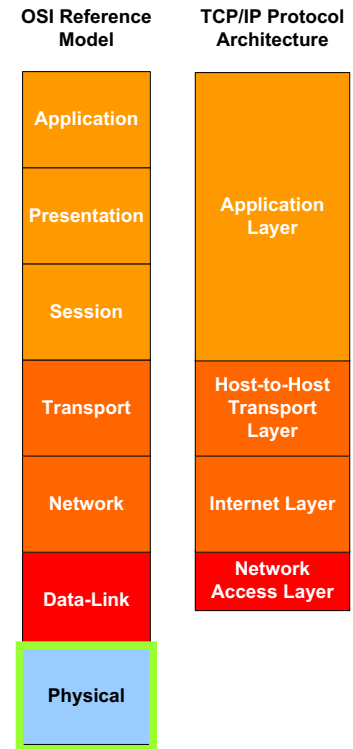 OSI Reference
Model
TCP/IP Protocol
Architecture
Application
Presentation
Session
Transport
Network
Data-Link
Physical
Application
Layer
Host-to-Host
Transport
Layer
Internet Layer
Network
Access Layer